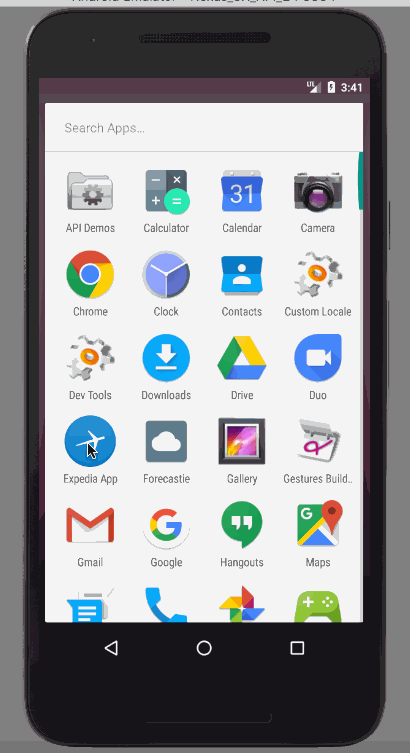 3:41
Search Apps...
API Demos
Calculator
31
Calendar
Camera
Chrome
Clock
Contacts
Custom Locale
Dev Tools
Downloads
Drive
Duo
Expedia App
Forecastie
Gallery
Gestures Build..
Gmail
Google
Hangouts
G
Maps